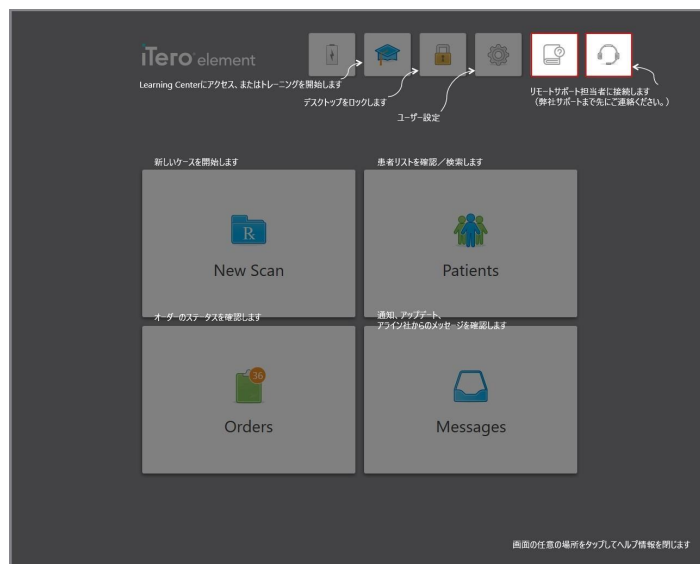 iTero element
Learning Centerにアクセス、またはトレーニングを開始します
デスクトップをロックします
ユーザー設定
リモートサポート担当者に接続します
（弊社サポートまで先にご連絡ください。）
新しいケースを開始します
患者リストを確認／検索します
R
New Scan
Patients
オーダーのステータスを確認します
通知、アップデート、
アライン社からのメッセージを確認します
36
Orders
Messages
画面の任意の場所をタップしてヘルプ情報を閉じます